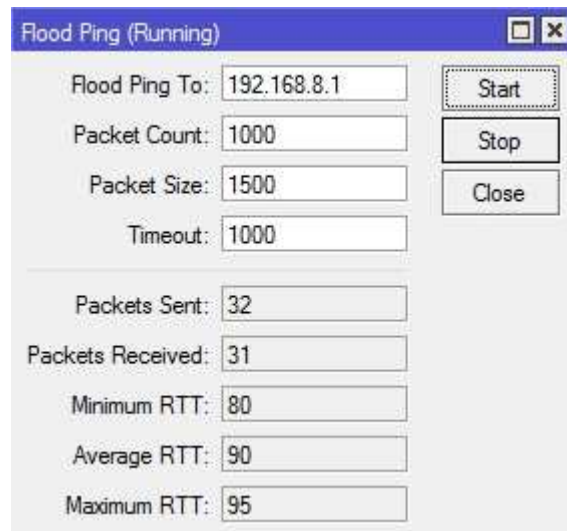 Flood Ping (Running)
Flood Ping To: 192.168.8.1 Start
Packet Count: 1000 Stop
Packet Size: 1500 Close
Timeout: 1000
Packets Sent: 32
Packets Received: 31
Minimum RTT: 80
Average RTT: 90
Maximum RTT: 95